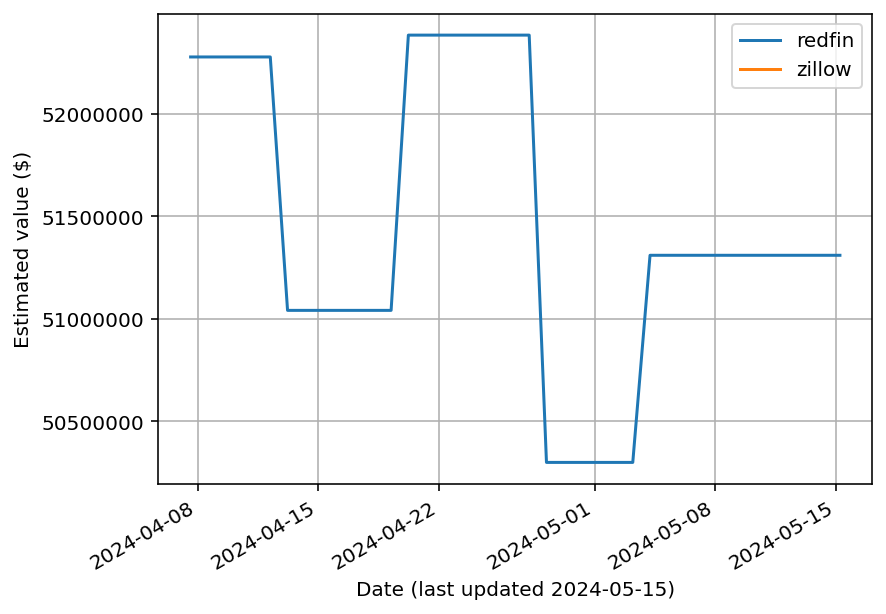 redfin
zillow
Estimated value ($)
52000000
51500000
51000000
50500000
2024-04-08
2024-04-15
2024-04-22
2024-05-01
2024-05-08
2024-05-15
Date (last updated 2024-05-15)